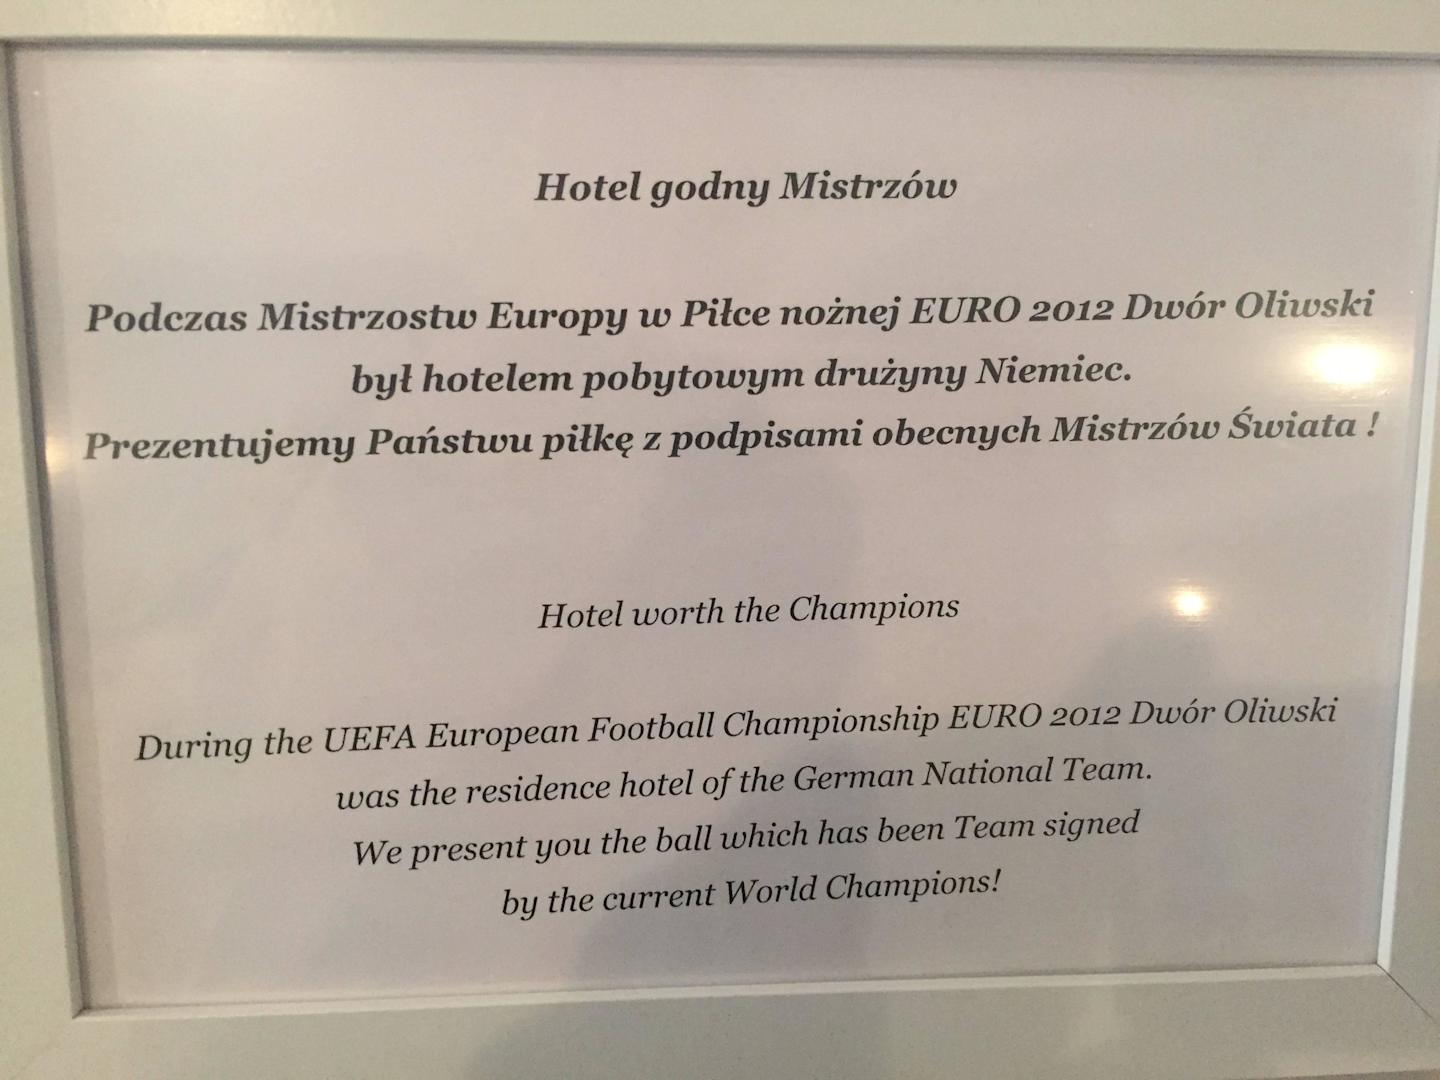 Hotel godny Mistrzów
Podczas Mistrzostw Europy w Piłce nożnej EURO 2012 Dwór Oliwski
był hotelem pobytowym drużyny Niemiec.
Prezentujemy Państwu piłkę z podpisami obecnych Mistrzów Świata !
Hotel worth the Champions
During the UEFA European Football Championship EURO 2012 Dwór Oliwski
was the residence hotel of the German National Team.
We present you the ball which has been Team signed
by the current World Champions!